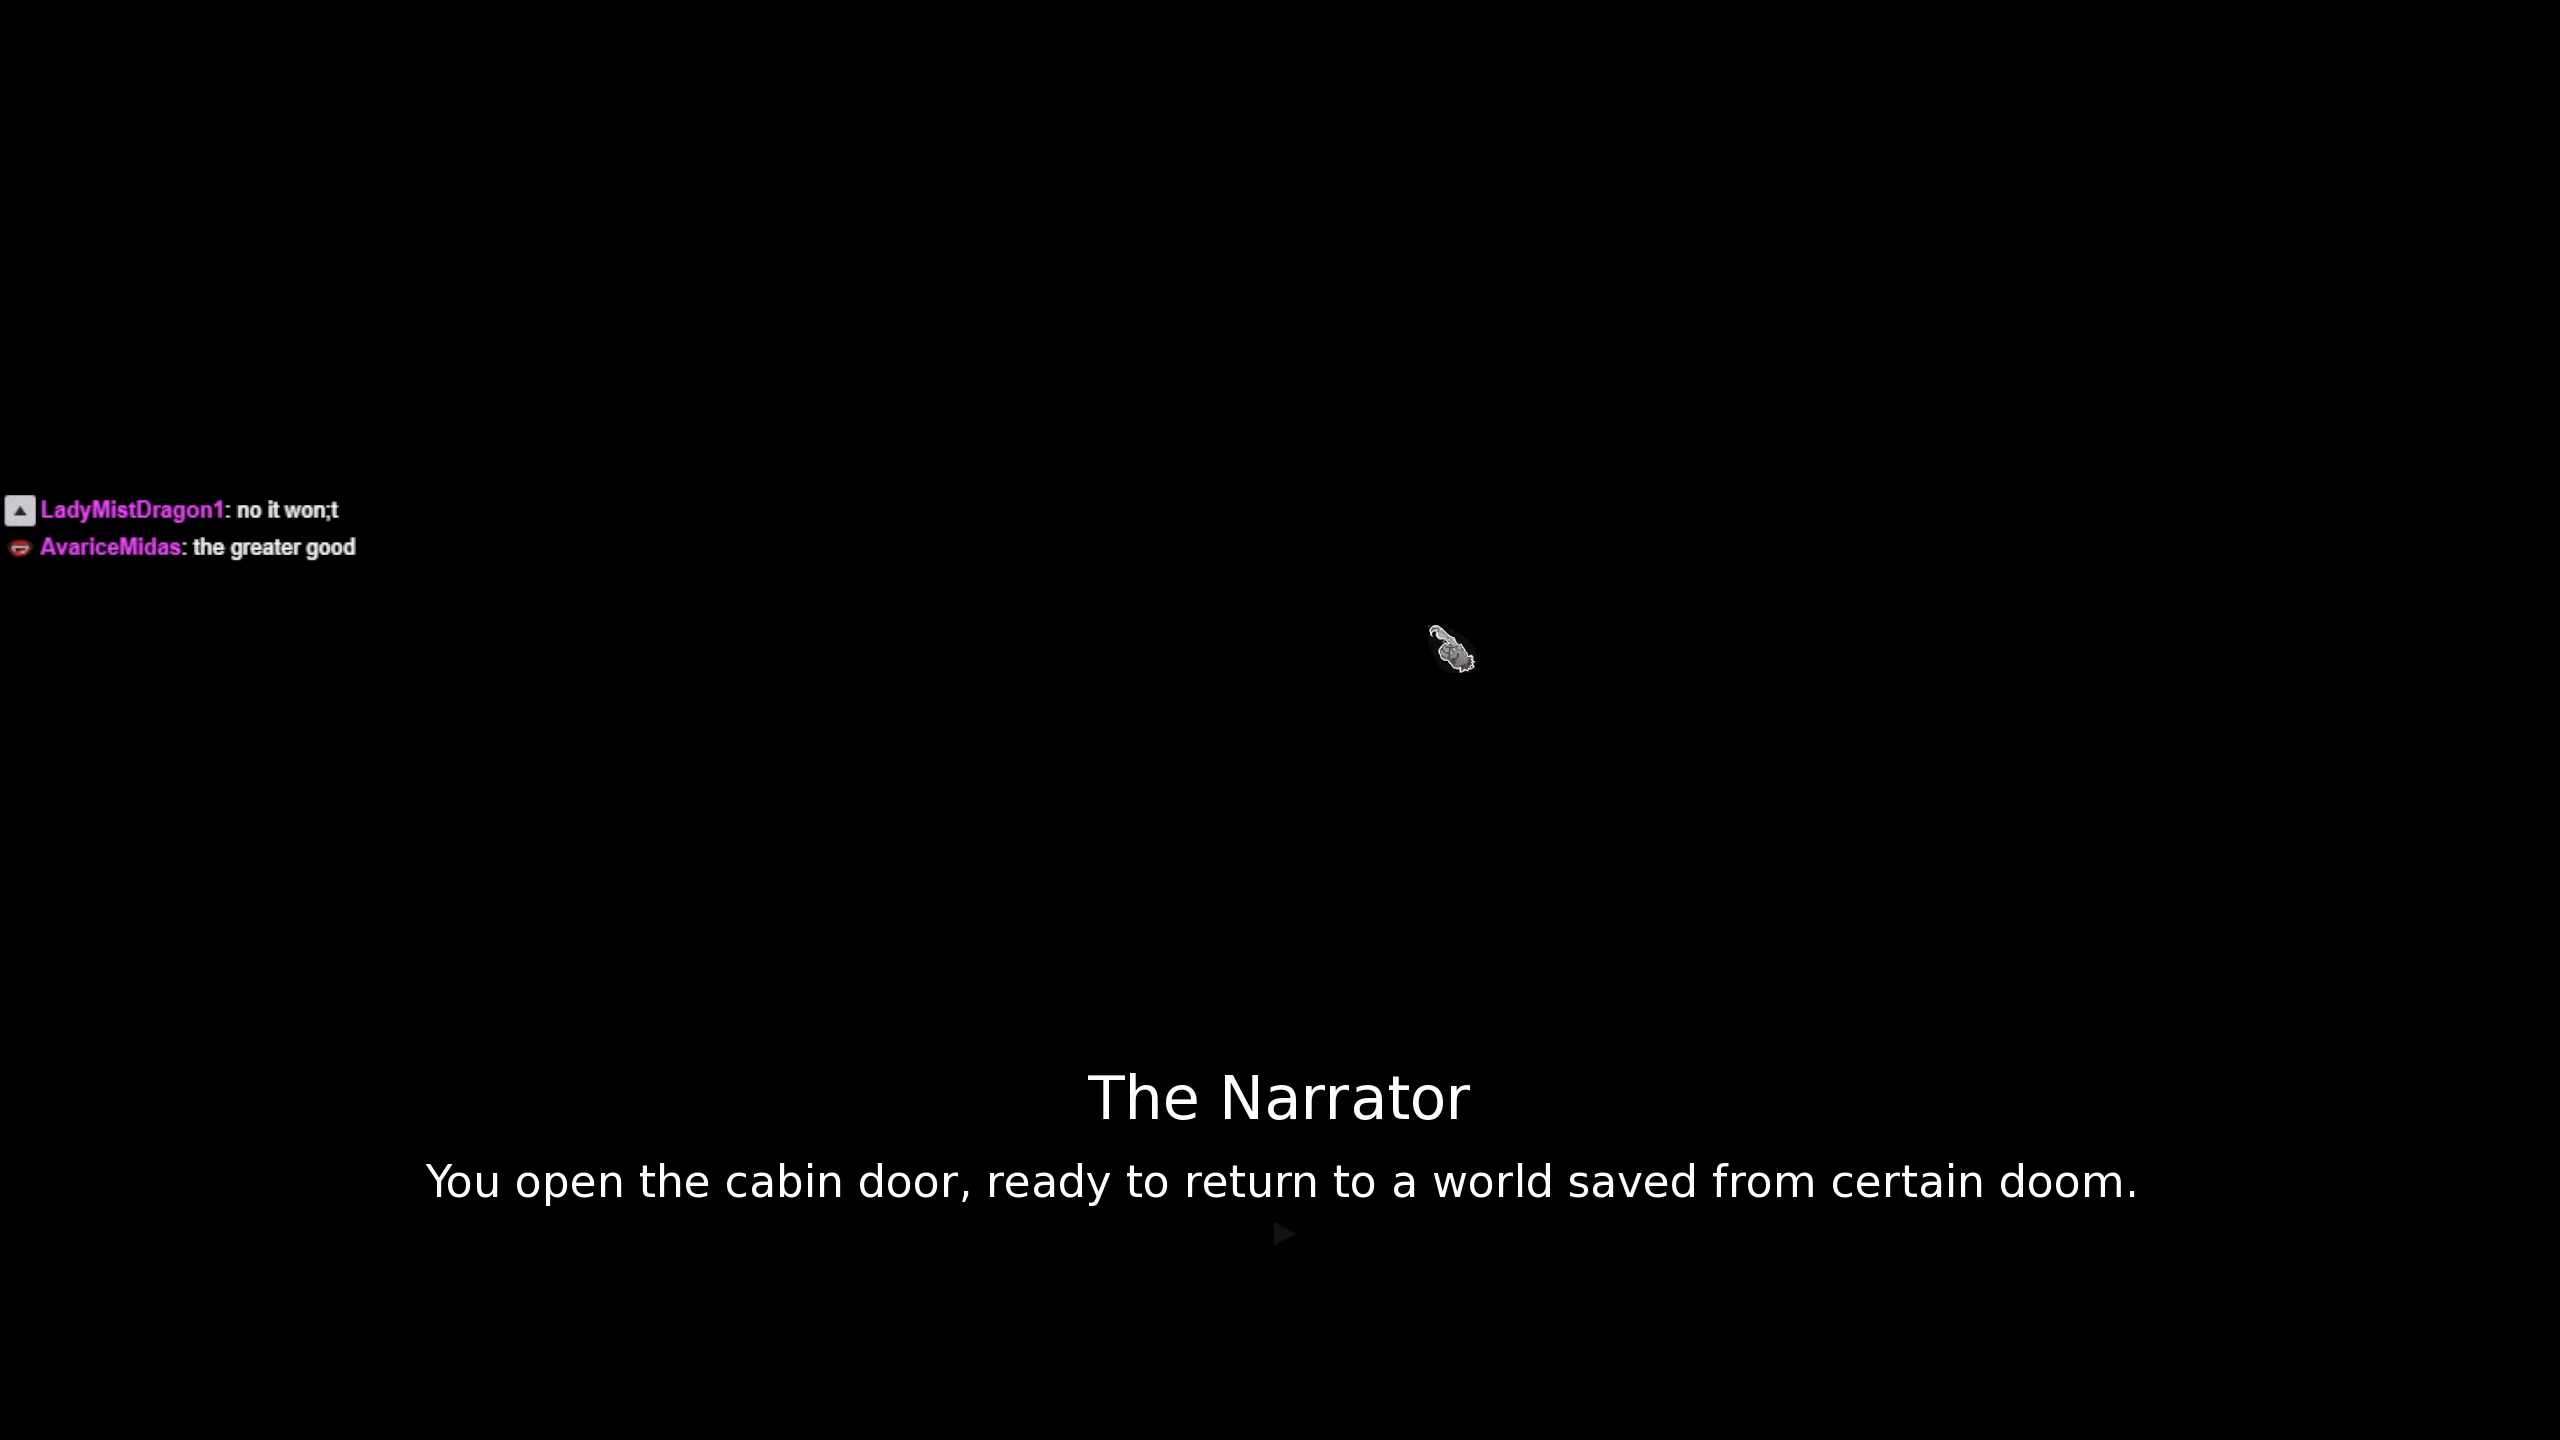 LadyMistDragon1: no it won;t
AvariceMidas: the greater good
The Narrator
You open the cabin door, ready to return to a world saved from certain doom.